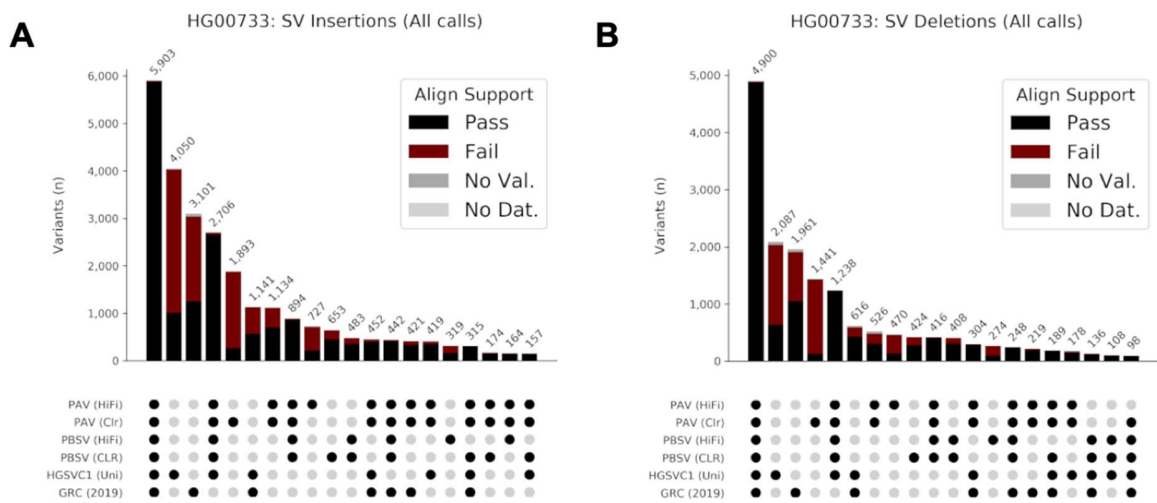 A
HG00733: SV Insertions (All calls)
Variants (n)
6,000
5,000
4,000
3,000
2,000
1,000
0
5,903
4,050
3,101
2,706
1,893
1,141
1,134
894
727
653
483
452
442
421
419
319
315
174
164
157
Align Support
Pass
Fail
No Val.
No Dat.
PAV (HiFi)
PAV (Clr)
PBSV (HiFi)
PBSV (CLR)
HGSVC1 (Uni)
GRC (2019)
B
HG00733: SV Deletions (All calls)
Variants (n)
5,000
4,000
3,000
2,000
1,000
0
4,900
2,087
1,961
1,441
1,238
616
526
470
424
416
408
304
274
248
219
189
178
136
108
98
Align Support
Pass
Fail
No Val.
No Dat.
PAV (HiFi)
PAV (Clr)
PBSV (HiFi)
PBSV (CLR)
HGSVC1 (Uni)
GRC (2019)